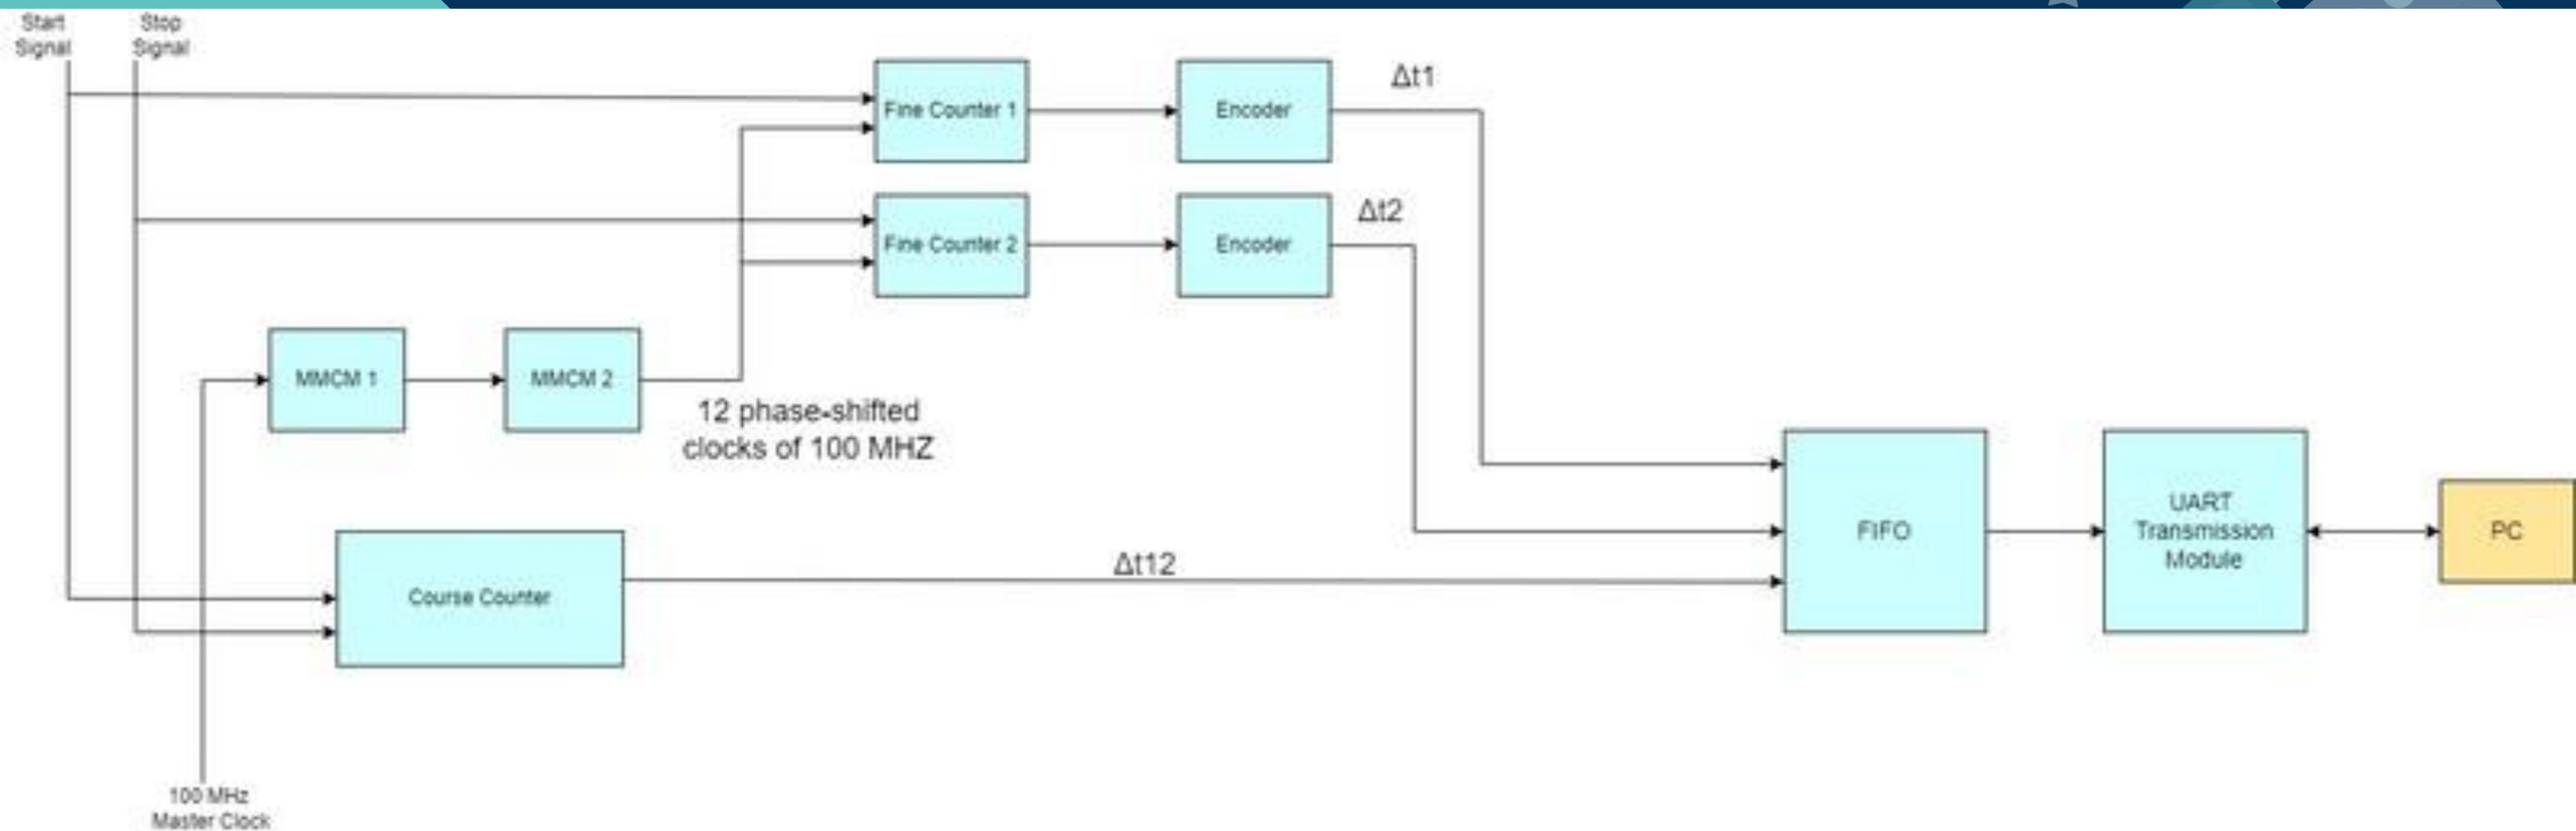 Start
Signal
Stop
Signal
Δt1
Fine Counter 1
Encoder
Δt2
Fine Counter 2
Encoder
MMCM 1
MMCM 2
12 phase-shifted
clocks of 100 MHZ
UART
Transmission
Module
FIFO
PC
Δt12
Course Counter
100 MHz
Master Clock